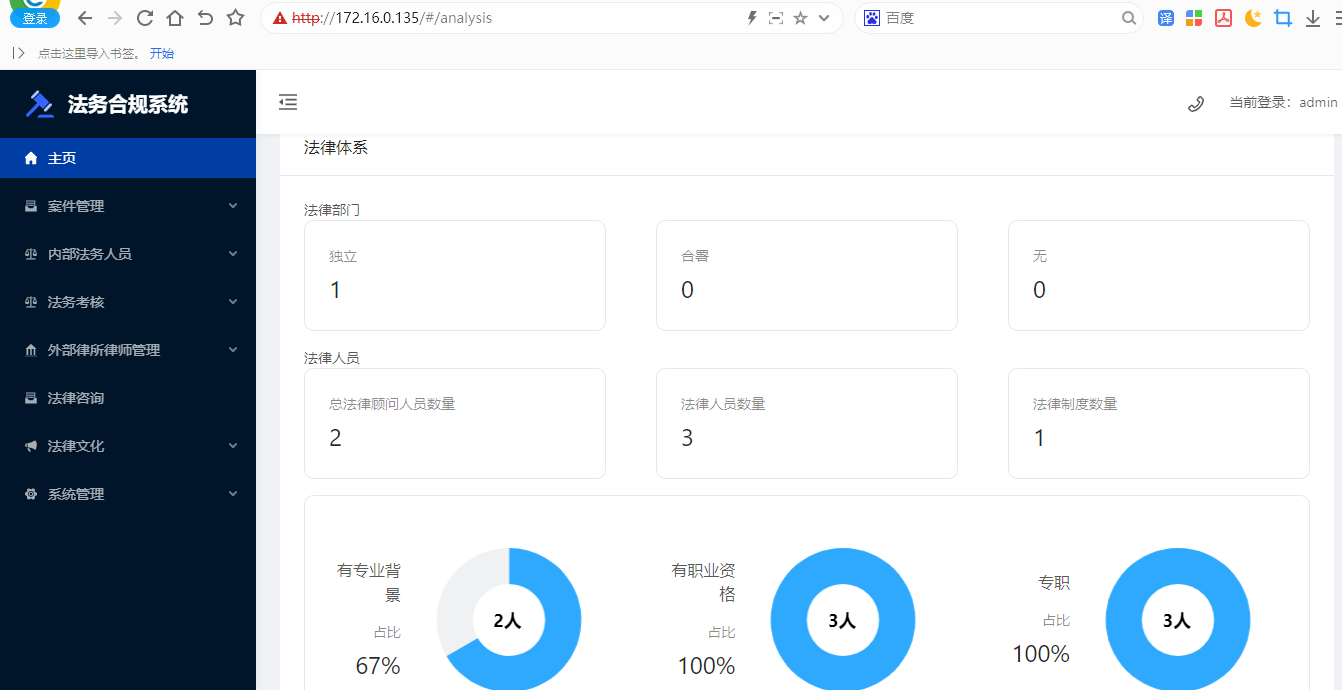 登录
http://172.16.0.135/#/analysis
百度
译
点击这里导入书签。 开始
法务合规系统
当前登录：admin
主页
案件管理
内部法务人员
法务考核
外部律所律师管理
法律咨询
法律文化
系统管理
法律体系
法律部门
独立
1
合署
0
无
0
法律人员
总法律顾问人员数量
2
法律人员数量
3
法律制度数量
1
有专业背
景
占比
67%
2人
有职业资
格
占比
100%
3人
专职
占比
100%
3人